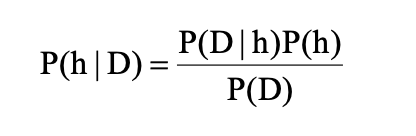 P(h | D) = P(D | h)P(h) / P(D)